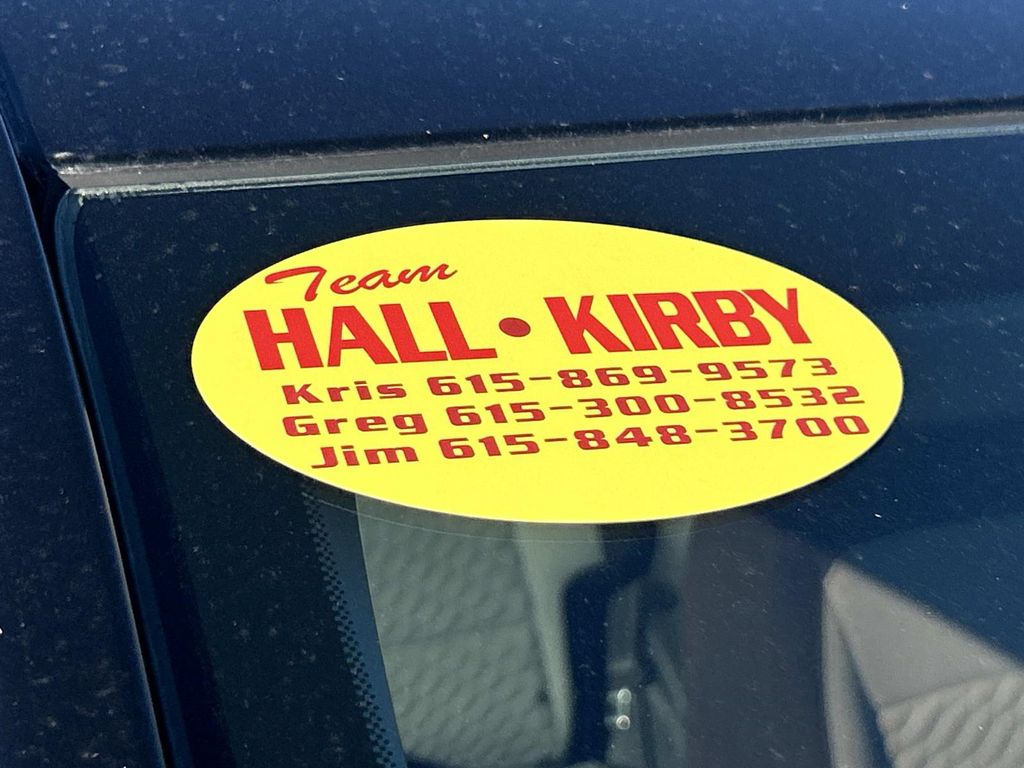 Team
HALL • KIRBY
Kris 615-869-9573
Greg 615-300-8532
Jim 615-848-3700